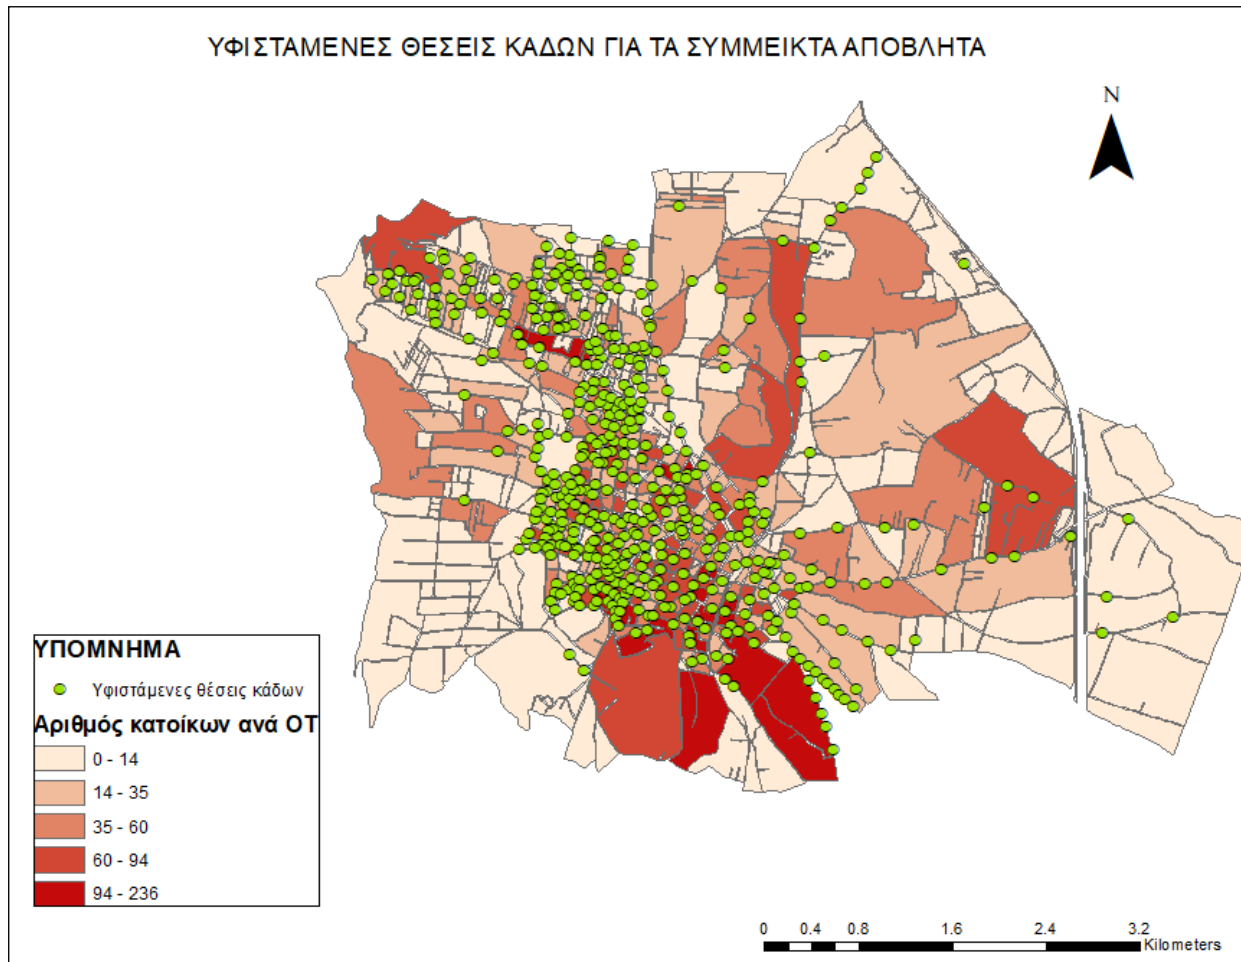 ΥΦΙΣΤΑΜΕΝΕΣ ΘΕΣΕΙΣ ΚΑΔΩΝ ΓΙΑ ΤΑ ΣΥΜΜΕΙΚΤΑ ΑΠΟΒΛΗΤΑ
N
ΥΠΟΜΝΗΜΑ
Υφιστάμενες θέσεις κάδων
Αριθμός κατοίκων ανά ΟΤ
0 - 14
14 - 35
35 - 60
60 - 94
94 - 236
0 0.4 0.8 1.6 2.4 3.2
Kilometers